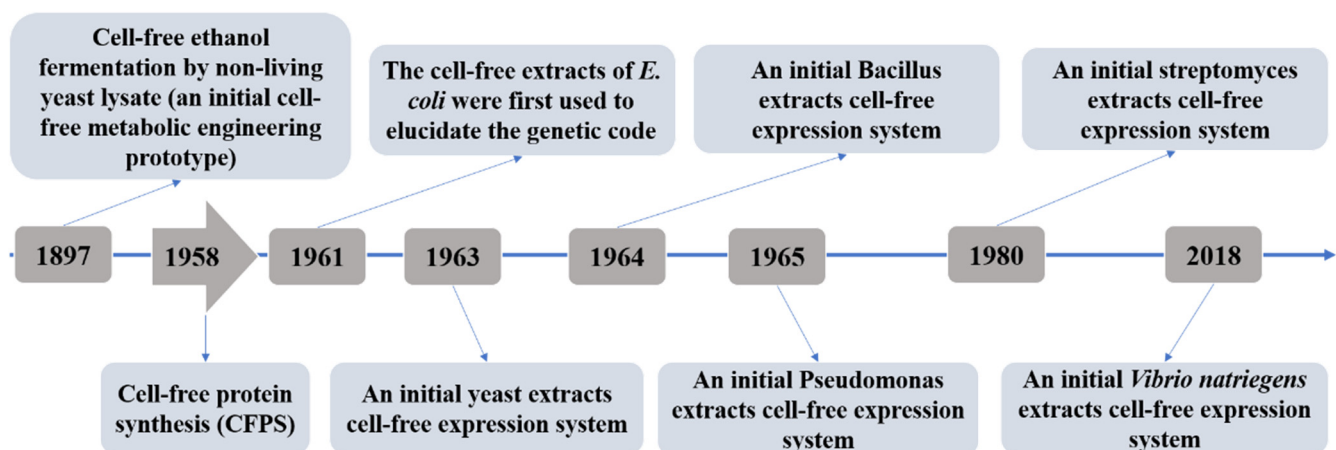 Cell-free ethanol
fermentation by non-living
yeast lysate (an initial cell-
free metabolic engineering
prototype)
The cell-free extracts of E.
coli were first used to
elucidate the genetic code
An initial Bacillus
extracts cell-free
expression system
An initial streptomyces
extracts cell-free
expression system
1897
1958
1961
1963
1964
1965
1980
2018
Cell-free protein
synthesis (CFPS)
An initial yeast extracts
cell-free expression system
An initial Pseudomonas
extracts cell-free expression
system
An initial Vibrio natriegens
extracts cell-free expression
system